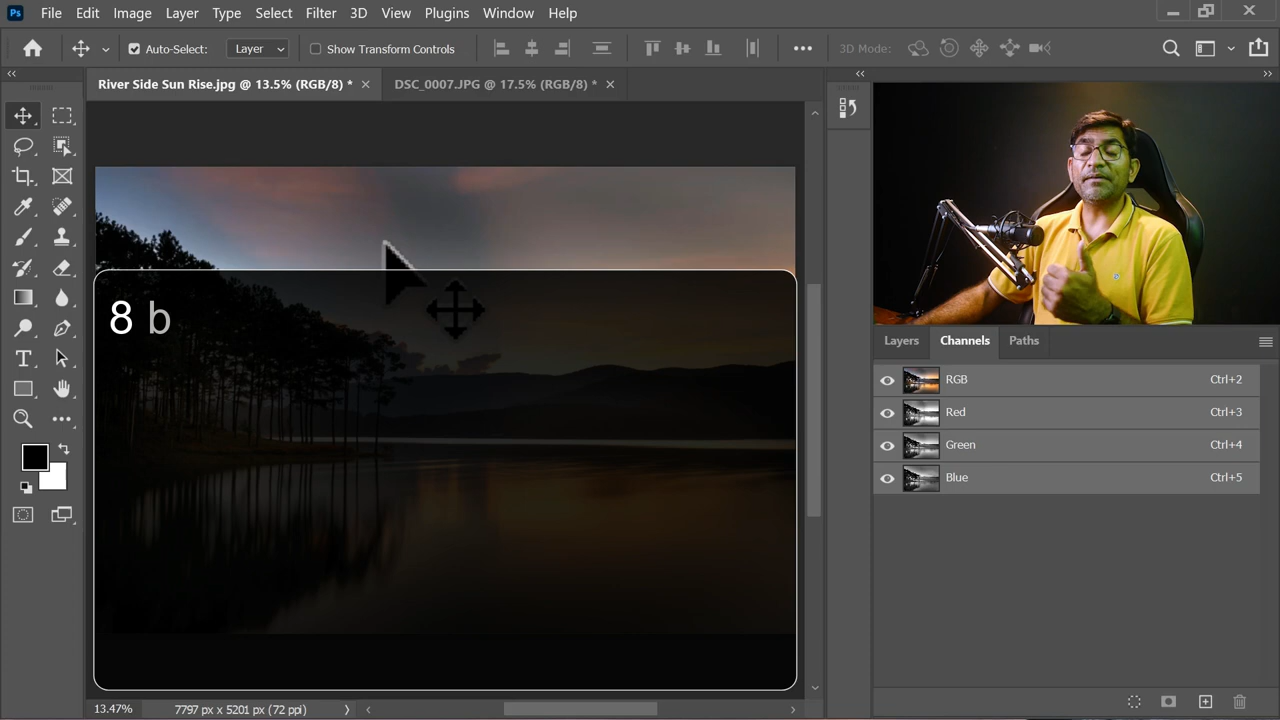 Ps File Edit Image Layer Type Select Filter 3D View Plugins Window Help
Auto-Select: Layer Show Transform Controls 3D Mode:
River Side Sun Rise.jpg @ 13.5% (RGB/8) * DSC_0007.JPG @ 17.5% (RGB/8) *
8 b
Layers Channels Paths
RGB Ctrl+2
Red Ctrl+3
Green Ctrl+4
Blue Ctrl+5
13.47% 7797 px x 5201 px (72 ppi)